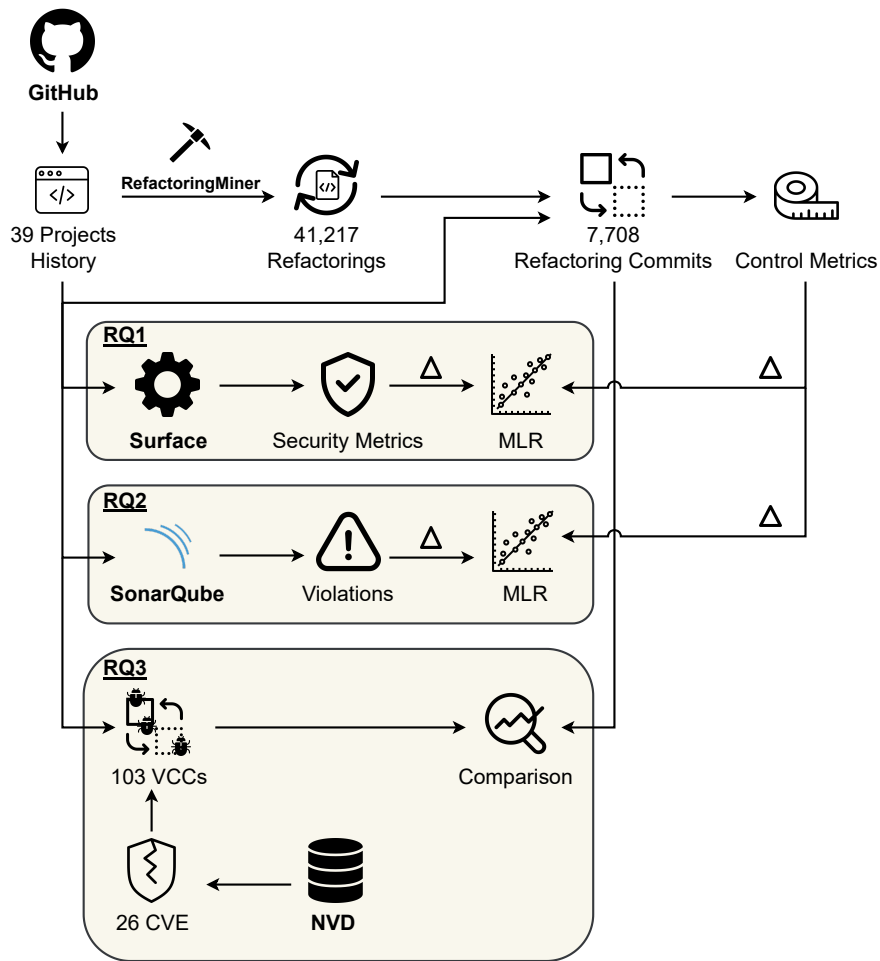 GitHub
RefactoringMiner
39 Projects
History
</>
</>
41,217
Refactorings
7,708
Refactoring Commits
Control Metrics
RQ1
Surface
Security Metrics
Δ
MLR
Δ
RQ2
SonarQube
Violations
Δ
MLR
Δ
RQ3
103 VCCs
Comparison
26 CVE
NVD